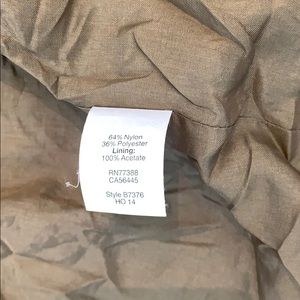 64% Nylon
36% Polyester
Lining:
100% Acetate
RN77388
CA56445
Style B7376
HO 14